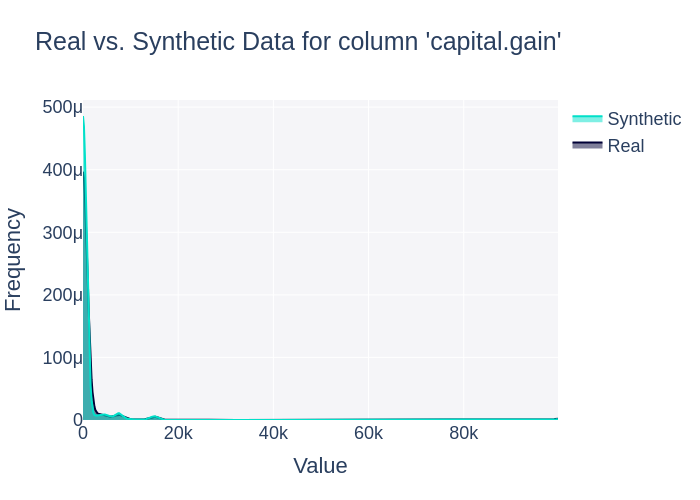 Real vs. Synthetic Data for column 'capital.gain'
500μ
400μ
300μ
200μ
100μ
0
Frequency
0
20k
40k
60k
80k
Value
Synthetic
Real